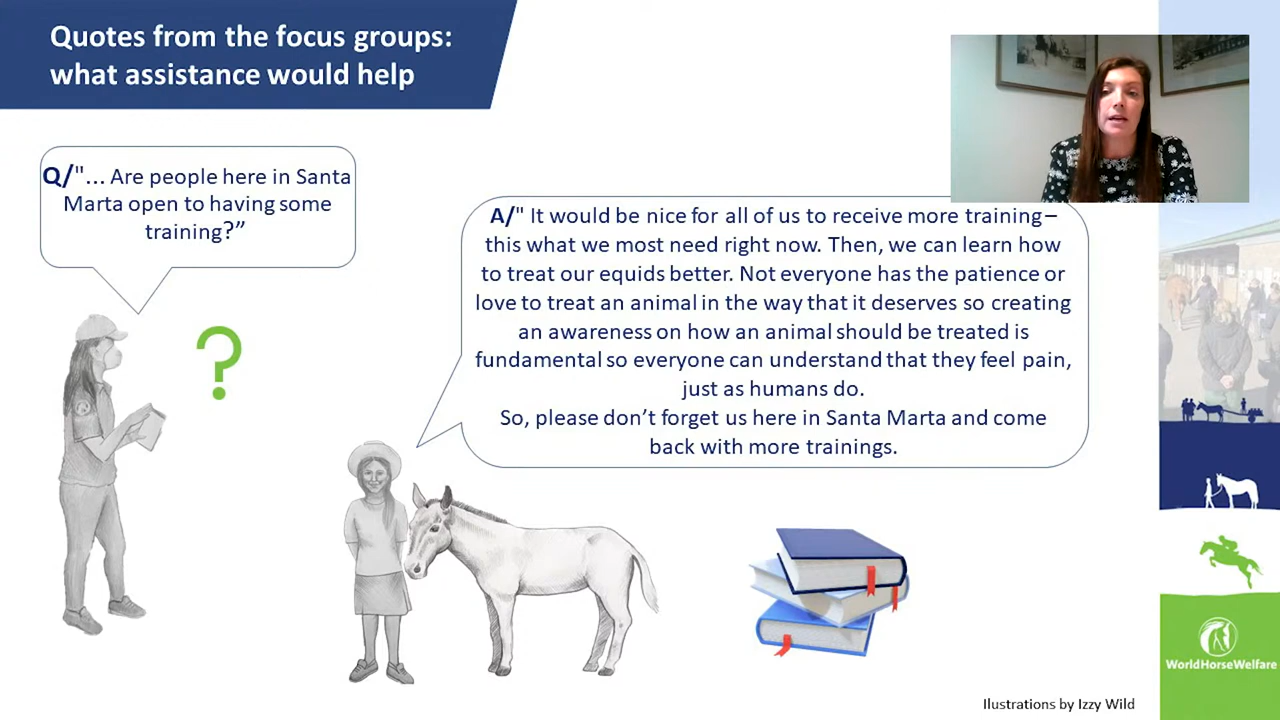 Quotes from the focus groups:
what assistance would help
Q/"... Are people here in Santa
Marta open to having some
training?”
A/" It would be nice for all of us to receive more training–
this what we most need right now. Then, we can learn how
to treat our equids better. Not everyone has the patience or
love to treat an animal in the way that it deserves so creating
an awareness on how an animal should be treated is
fundamental so everyone can understand that they feel pain,
just as humans do.
So, please don’t forget us here in Santa Marta and come
back with more trainings.
?
WorldHorseWelfare
Ilustrations by Izzy Wild